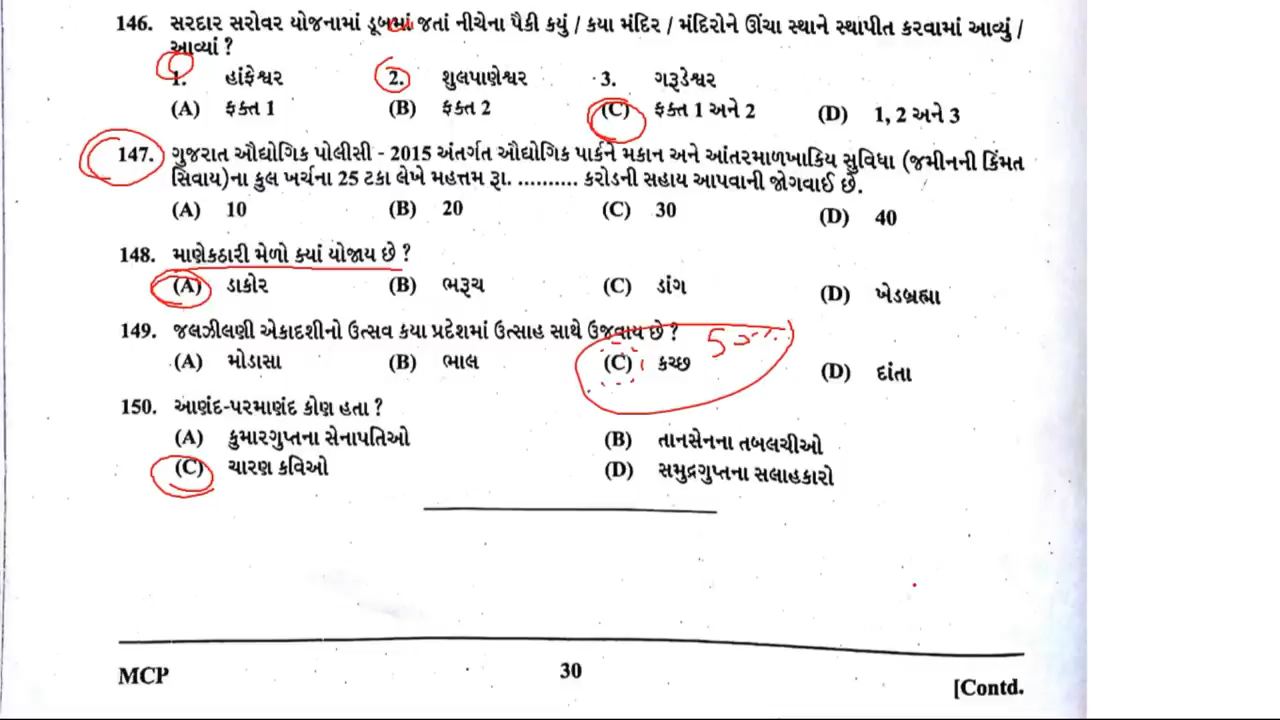 146. સરદાર સરોવર યોજનામાં ડૂબમાં જતાં નીચેના પૈકી કયું / કયા મંદિર / મંદિરોને ઊંચા સ્થાને સ્થાપીત કરવામાં આવ્યું /
આવ્યાં ?
1. હાંફેશ્વર 2. શુલપાણેશ્વર 3. ગરૂડેશ્વર
(A) ફક્ત 1 (B) ફક્ત 2 (C) ફક્ત 1 અને 2 (D) 1, 2 અને 3
147. ગુજરાત ઔદ્યોગિક પોલીસી - 2015 અંતર્ગત ઔદ્યોગિક પાર્કને મકાન અને આંતરમાળખાકિય સુવિધા (જમીનની કિંમત
સિવાય)ના કુલ ખર્ચના 25 ટકા લેખે મહત્તમ રૂા. .......... કરોડની સહાય આપવાની જોગવાઈ છે.
(A) 10 (B) 20 (C) 30 (D) 40
148. માણેકઠારી મેળો ક્યાં યોજાય છે ?
(A) ડાકોર (B) ભરૂચ (C) ડાંગ (D) ખેડબ્રહ્મા
149. જલઝીલણી એકાદશીનો ઉત્સવ કયા પ્રદેશમાં ઉત્સાહ સાથે ઉજવાય છે ?
(A) મોડાસા (B) ભાલ (C) કચ્છ (D) દાંતા
150. આણંદ-પરમાણંદ કોણ હતા ?
(A) કુમારગુપ્તના સેનાપતિઓ (B) તાનસેનના તબલચીઓ
(C) ચારણ કવિઓ (D) સમુદ્રગુપ્તના સલાહકારો
MCP 30 [Contd.